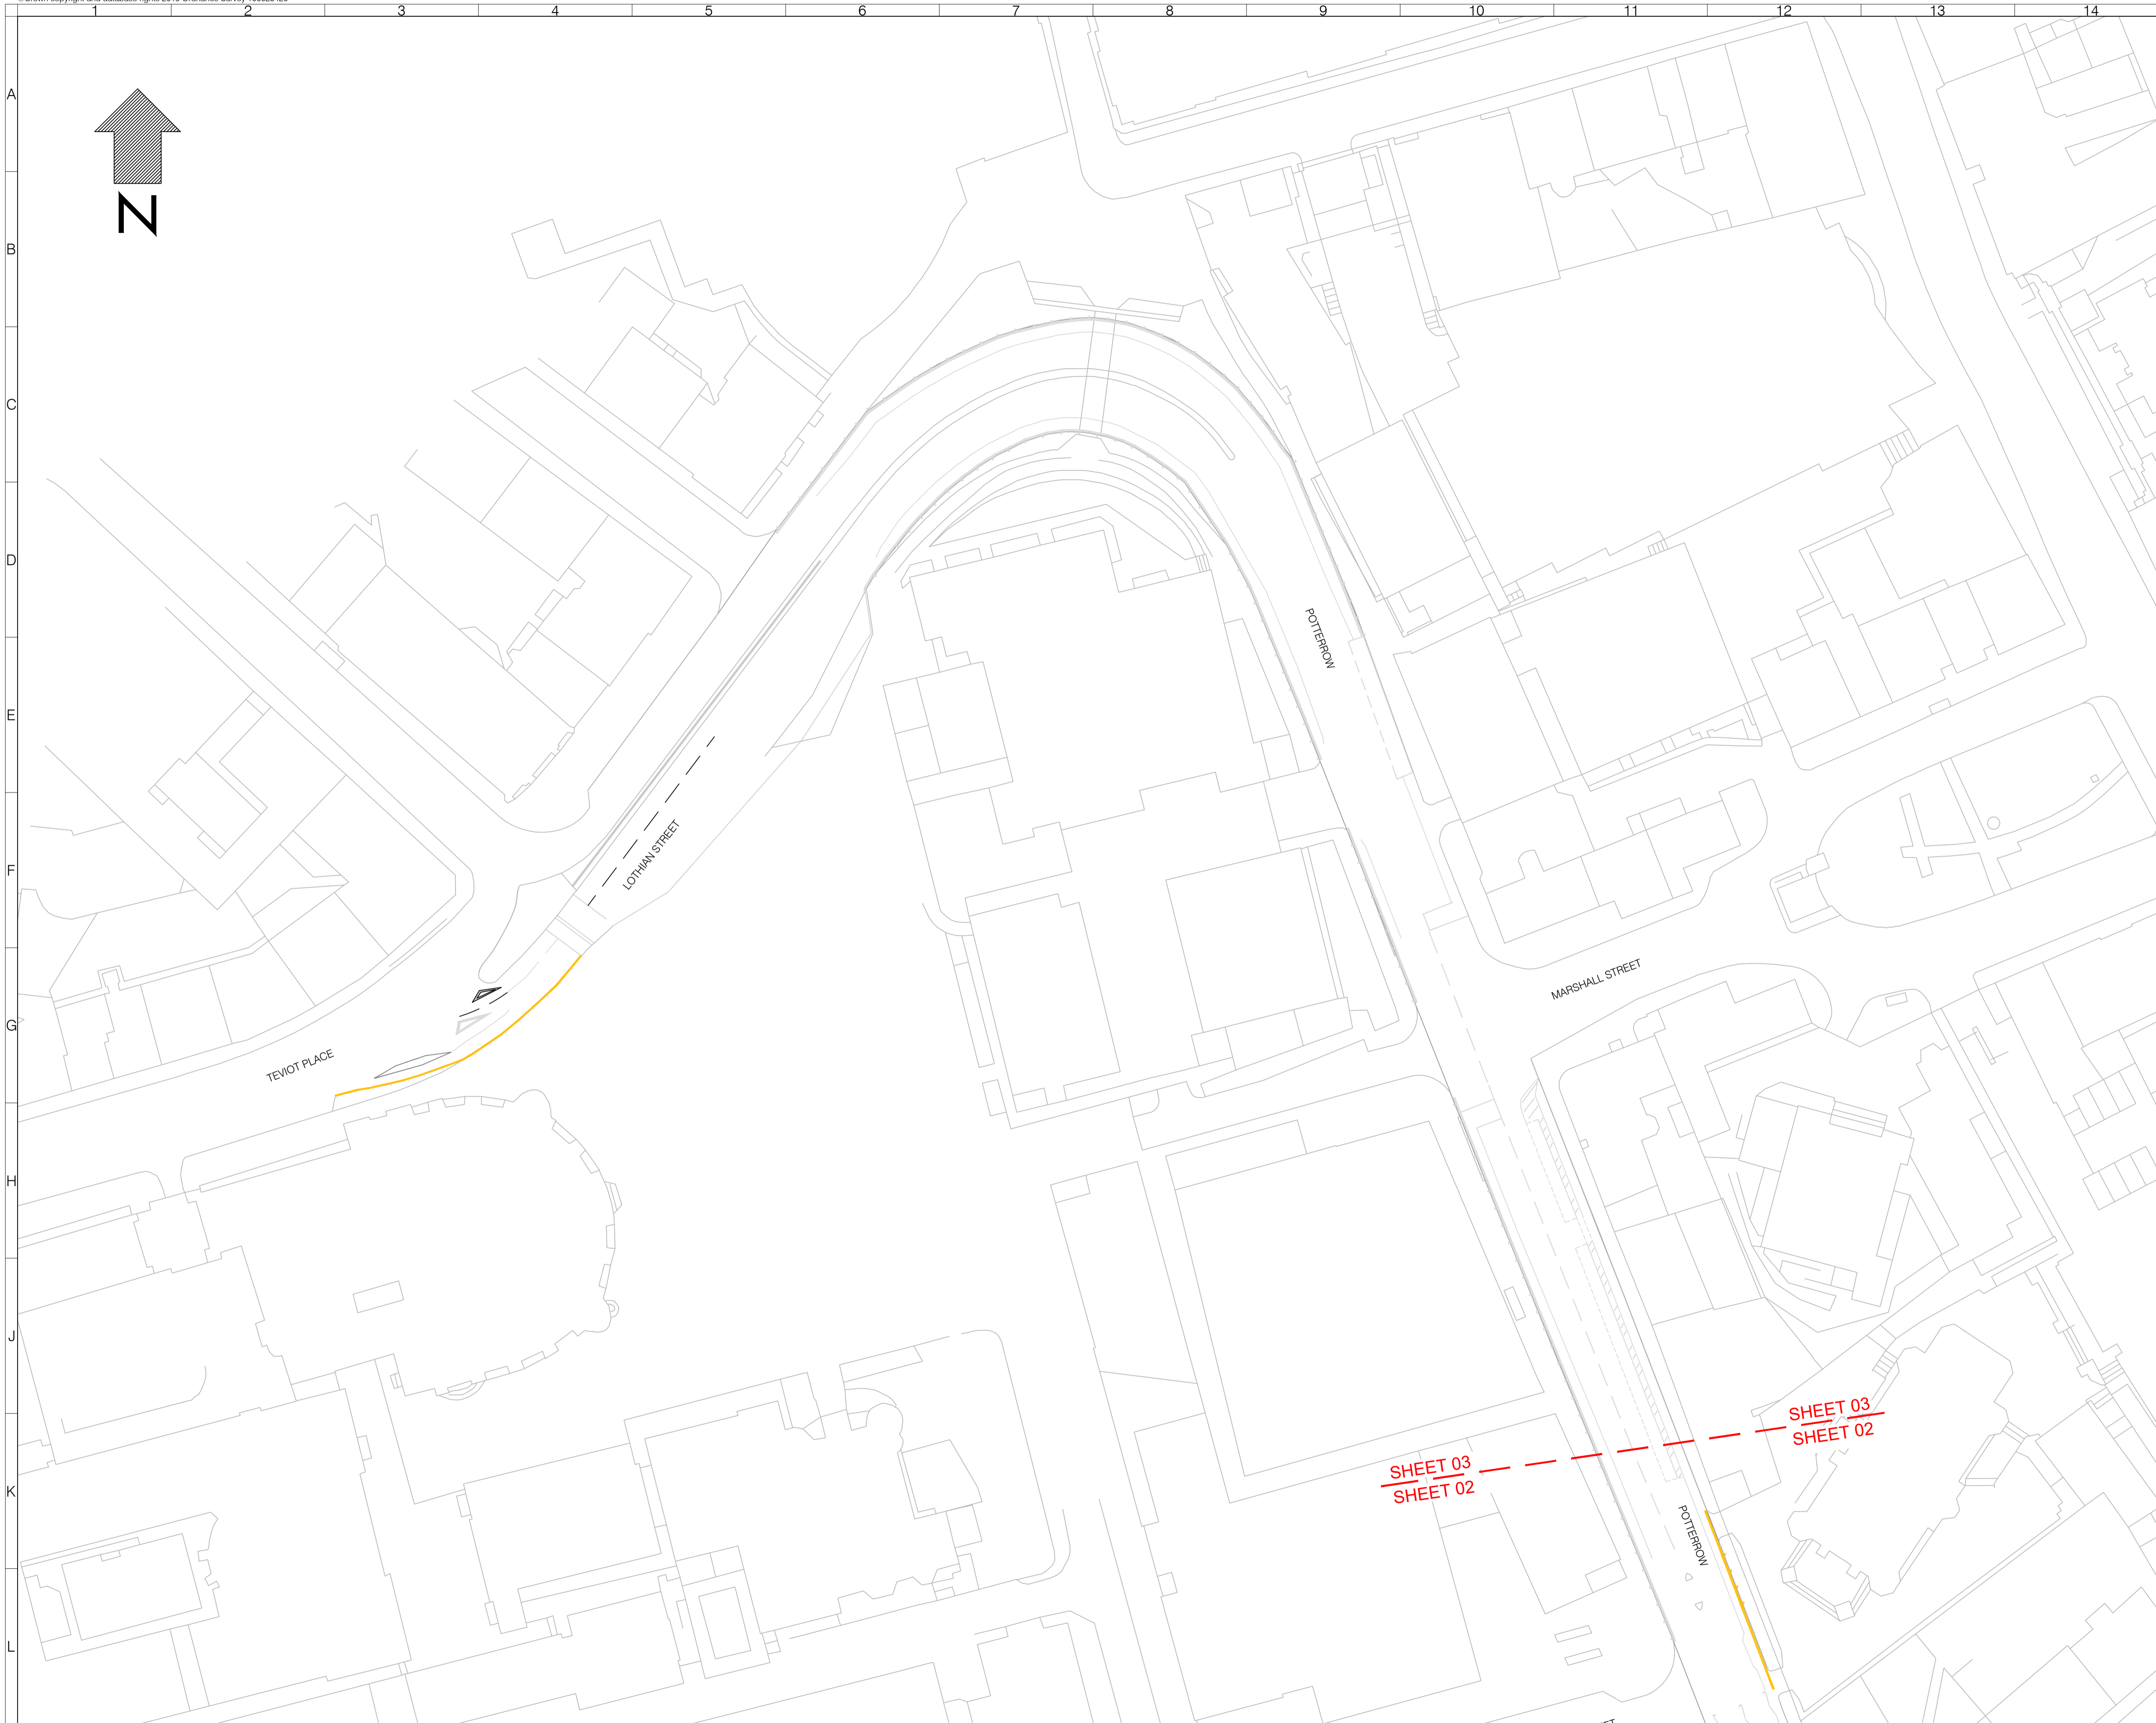 1 2 3 4 5 6 7 8 9 10 11 12 13 14
A
N
B
C
D
POTTERROW
E
F
LOTHIAN STREET
MARSHALL STREET
G
TEVIOT PLACE
H
J
SHEET 03
SHEET 02
SHEET 03
SHEET 02
K
POTTERROW
L